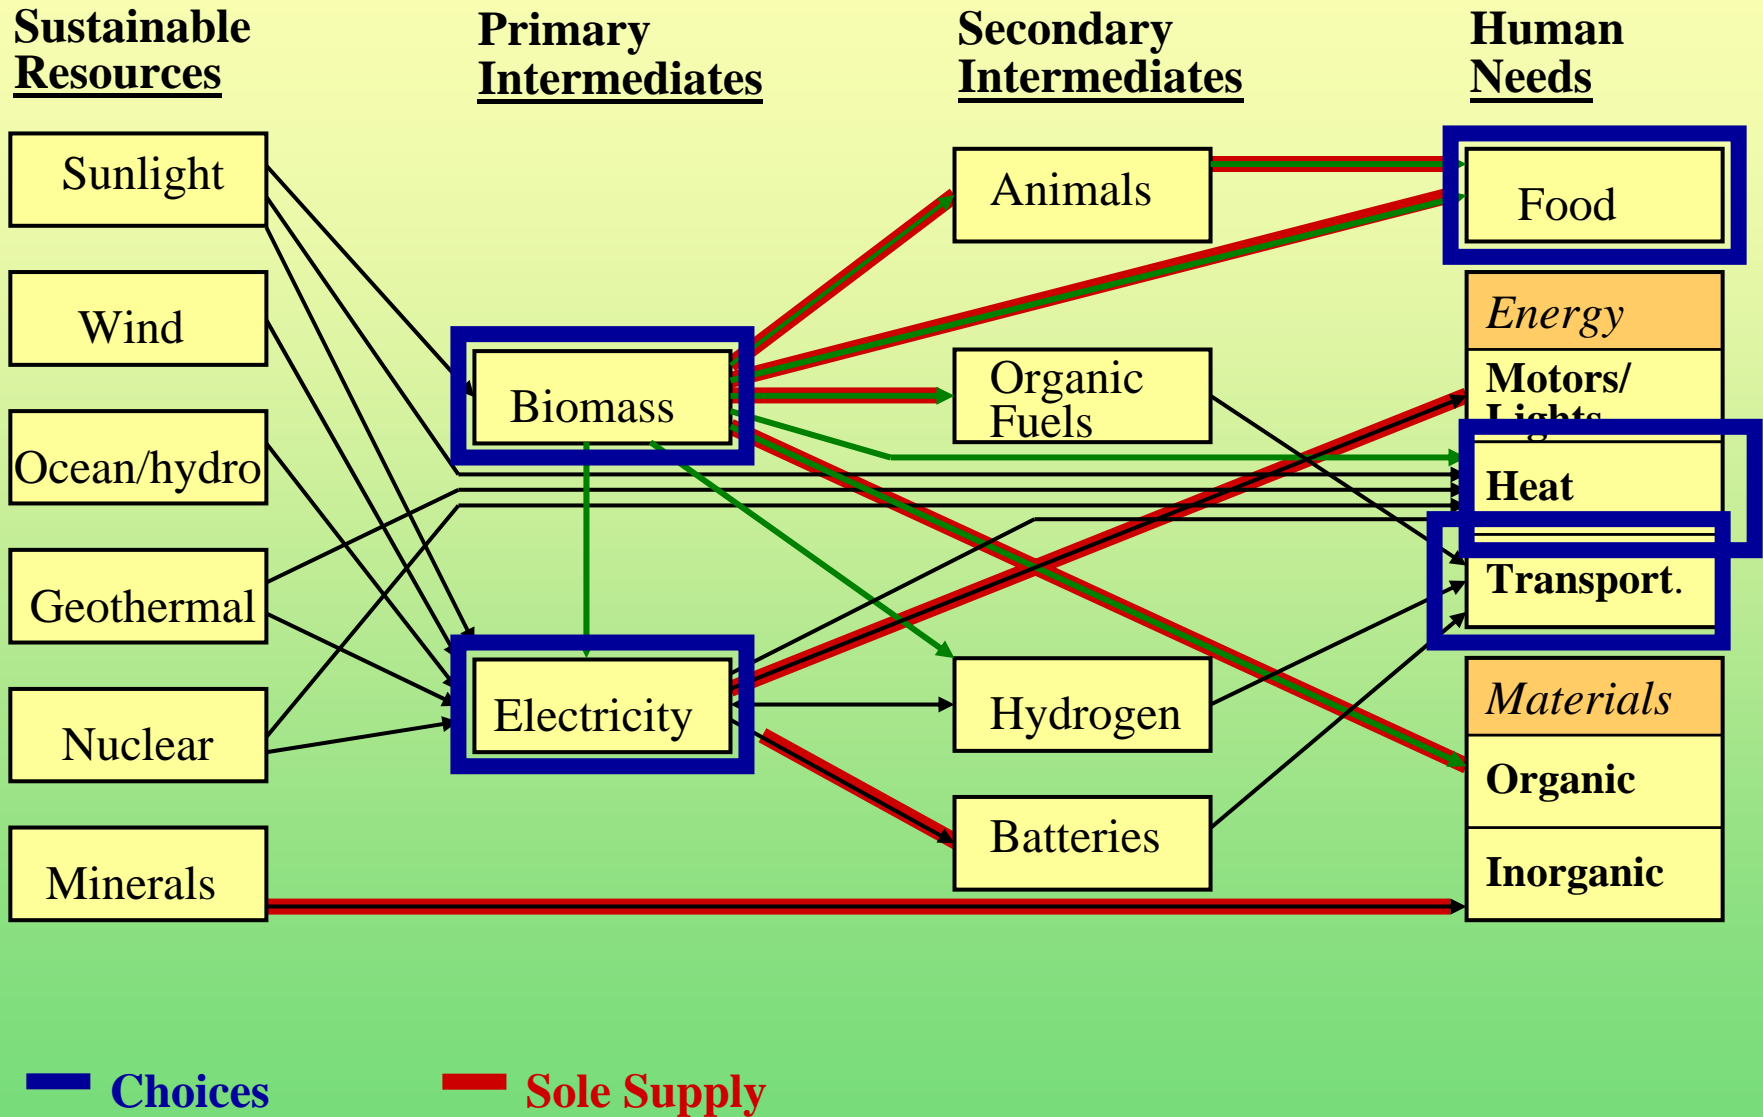 Sustainable
Resources
Primary
Intermediates
Secondary
Intermediates
Human
Needs
Sunlight
Wind
Ocean/hydro
Geothermal
Nuclear
Minerals
Biomass
Electricity
Animals
Organic
Fuels
Hydrogen
Batteries
Food
Energy
Motors/
Lights
Heat
Transport.
Materials
Organic
Inorganic
Choices
Sole Supply